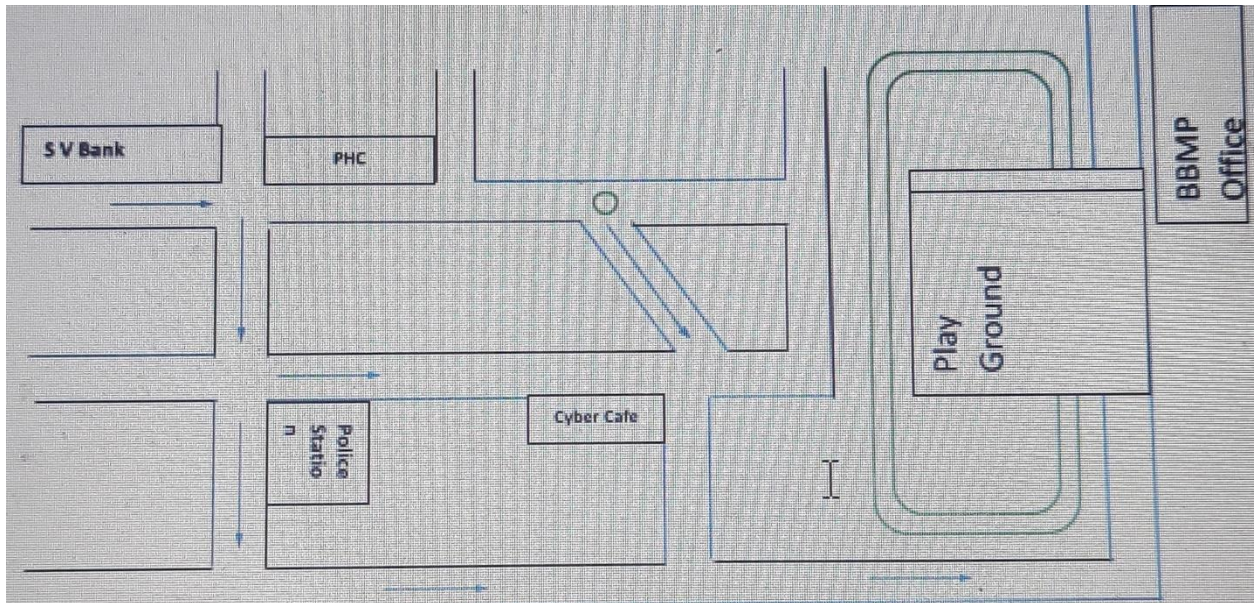 S V Bank
PHC
BBMP
Office
Play
Ground
Cyber Cafe
Police
Statio
n